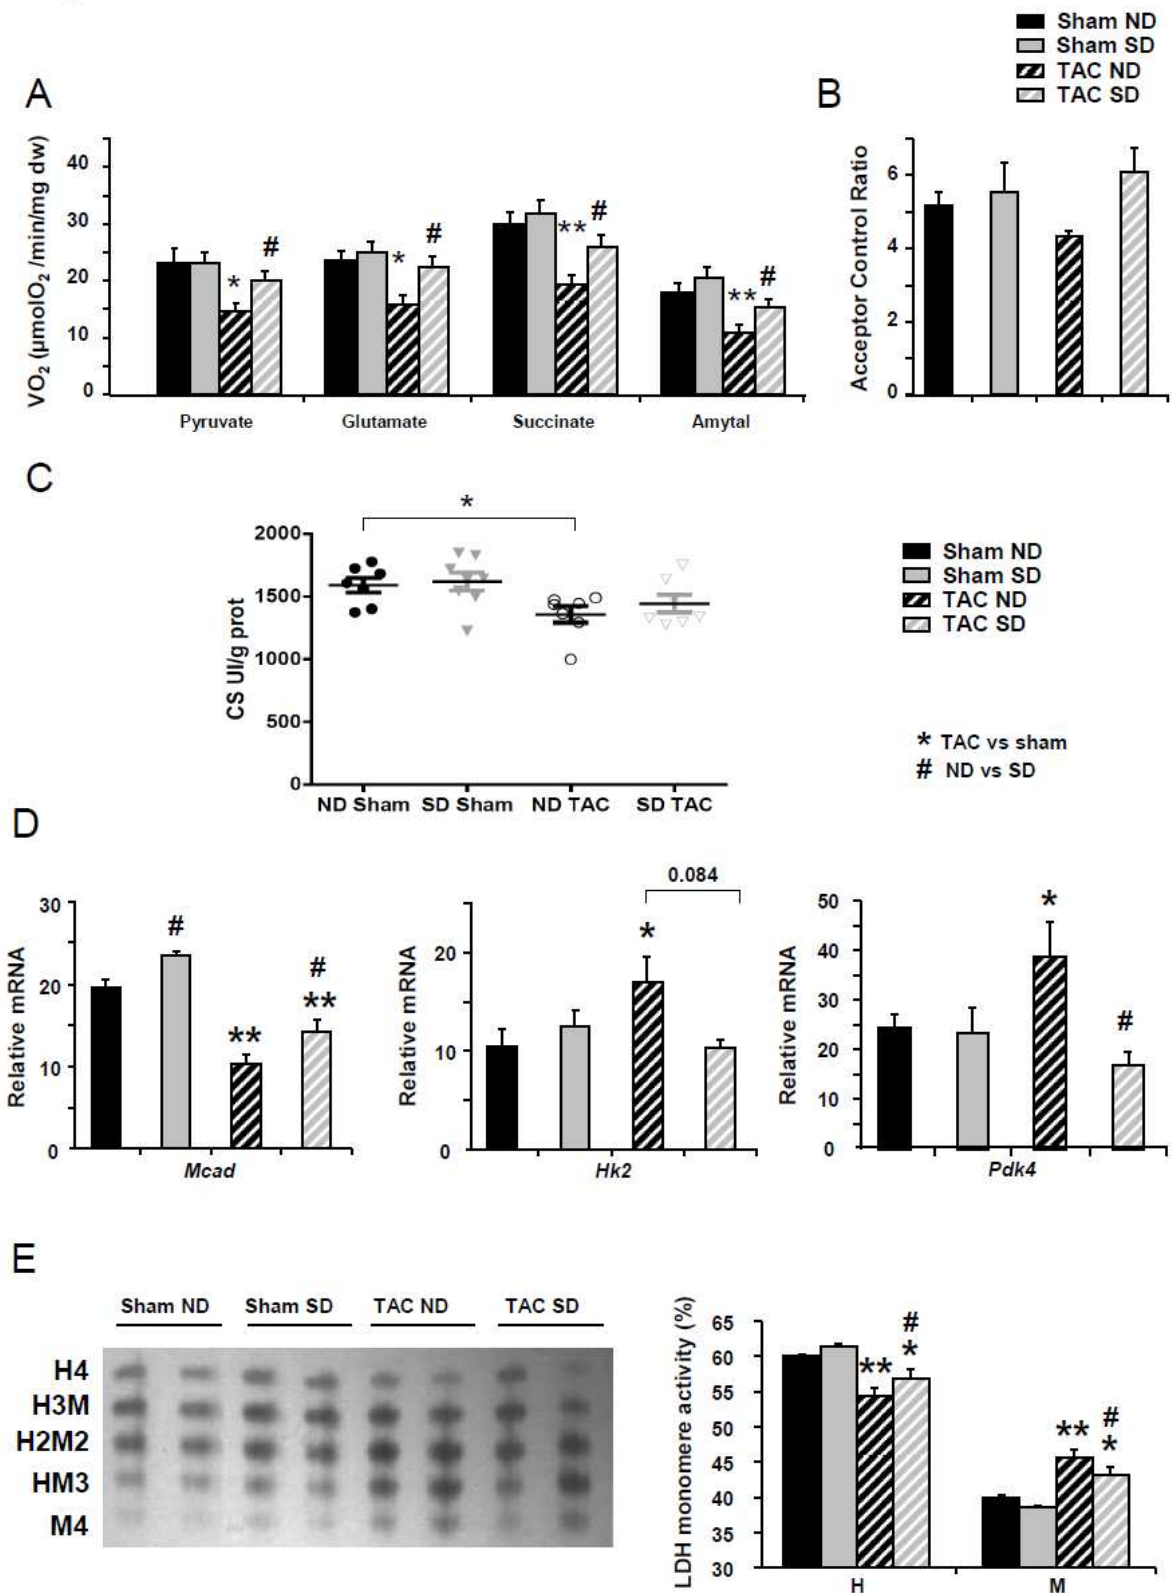 Sham ND
Sham SD
TAC ND
TAC SD
A
B
VO2 (µmolO2 /min/mg dw)
40
30
20
10
0
* # * # ** # ** #
Pyruvate Glutamate Succinate Amytal
Acceptor Control Ratio
6
4
2
0
C
*
CS UI/g prot
2000
1500
1000
500
0
ND Sham SD Sham ND TAC SD TAC
Sham ND
Sham SD
TAC ND
TAC SD
* TAC vs sham
# ND vs SD
D
Relative mRNA
30
20
10
0
#
**
#
**
Mcad
Relative mRNA
20
10
0
0.084
*
Hk2
Relative mRNA
50
40
30
20
10
0
*
#
Pdk4
E
Sham ND Sham SD TAC ND TAC SD
H4
H3M
H2M2
HM3
M4
LDH monomere activity (%)
65
60
55
50
45
40
35
30
**
#
*
**
#
*
H M